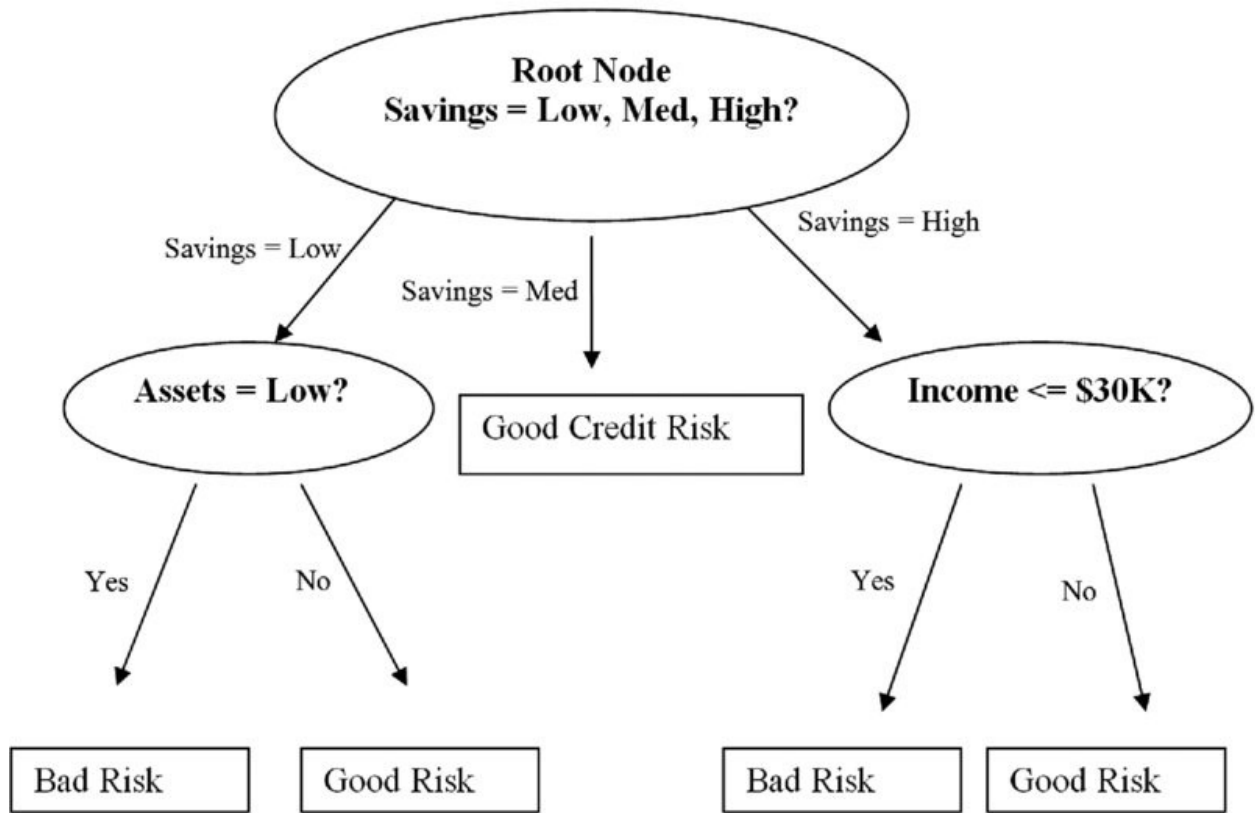 Root Node
Savings = Low, Med, High?
Savings = High
Savings = Low
Savings = Med
Assets = Low?
Good Credit Risk
Income <= $30K?
Yes
No
Yes
No
Bad Risk
Good Risk
Bad Risk
Good Risk